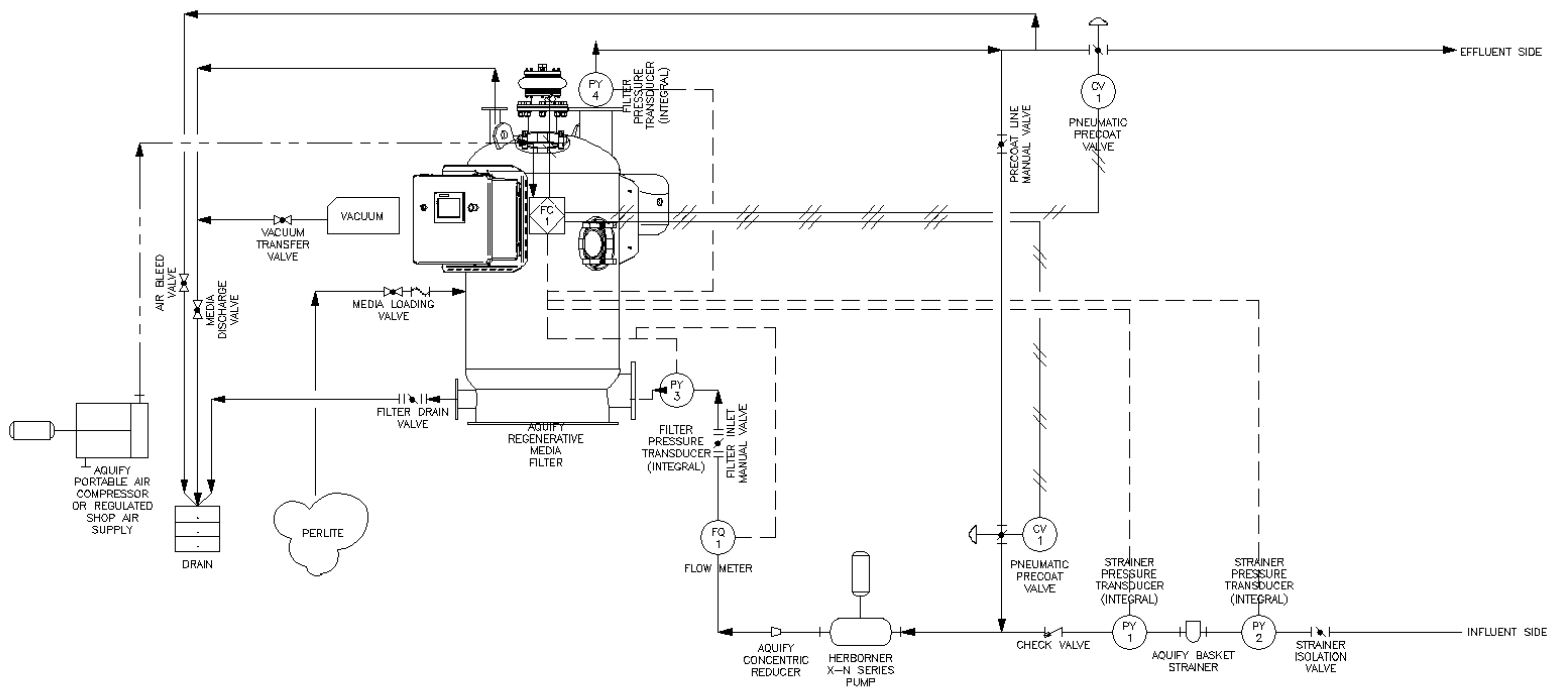 EFFLUENT SIDE
PY
4
FILTER
PRESSURE
TRANSDUCER
(INTEGRAL)
CV
1
PNEUMATIC
PRECOAT
VALVE
PRECOAT LINE
MANUAL VALVE
VACUUM
VACUUM
TRANSFER
VALVE
FC
1
AIR BLEED
VALVE
MEDIA
DISCHARGE
VALVE
MEDIA LOADING
VALVE
FILTER DRAIN
VALVE
AQUIFY
REGENERATIVE
MEDIA
FILTER
PY
3
FILTER
PRESSURE
TRANSDUCER
(INTEGRAL)
FILTER INLET
MANUAL VALVE
AQUIFY
PORTABLE AIR
COMPRESSOR
OR REGULATED
SHOP AIR
SUPPLY
DRAIN
PERLITE
FQ
1
FLOW METER
CV
1
PNEUMATIC
PRECOAT
VALVE
STRAINER
PRESSURE
TRANSDUCER
(INTEGRAL)
STRAINER
PRESSURE
TRANSDUCER
(INTEGRAL)
AQUIFY
CONCENTRIC
REDUCER
HERBORNER
X-N SERIES
PUMP
CHECK VALVE
PY
1
AQUIFY BASKET
STRAINER
PY
2
STRAINER
ISOLATION
VALVE
INFLUENT SIDE